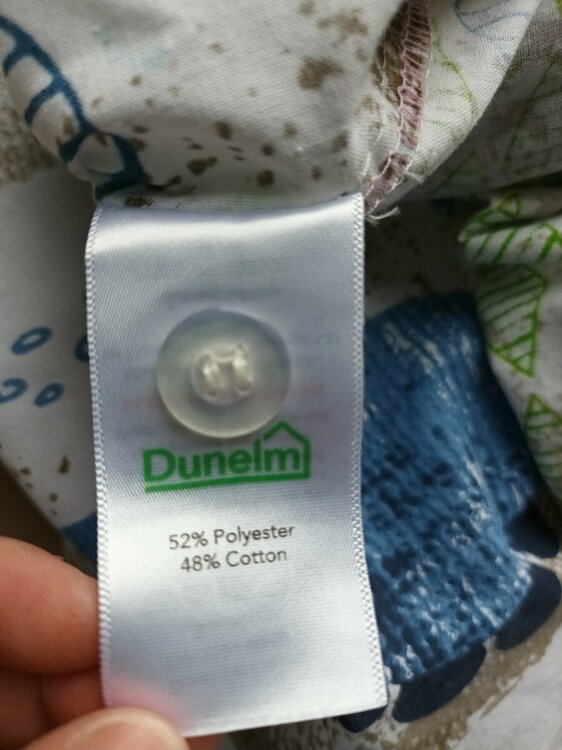 Dunelm
52% Polyester
48% Cotton